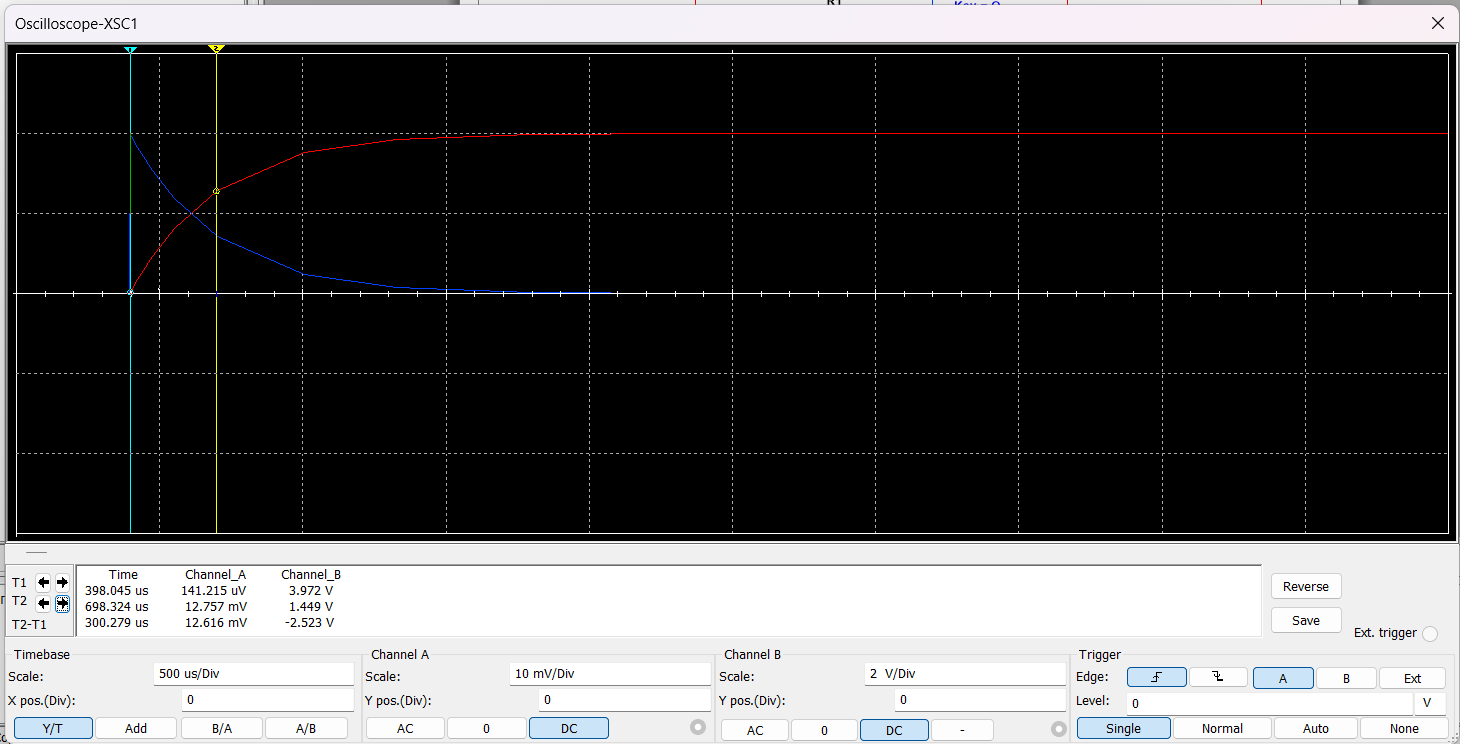 R1
Key = O
Oscilloscope-XSC1
1
2
Time Channel_A Channel_B
T1 398.045 us 141.215 uV 3.972 V
T2 698.324 us 12.757 mV 1.449 V
T2-T1 300.279 us 12.616 mV -2.523 V
Reverse
Save
Ext. trigger
Timebase
Scale: 500 us/Div
X pos.(Div): 0
Y/T Add B/A A/B
Channel A
Scale: 10 mV/Div
Y pos.(Div): 0
AC 0 DC
Channel B
Scale: 2 V/Div
Y pos.(Div): 0
AC 0 DC -
Trigger
Edge: A B Ext
Level: 0 V
Single Normal Auto None